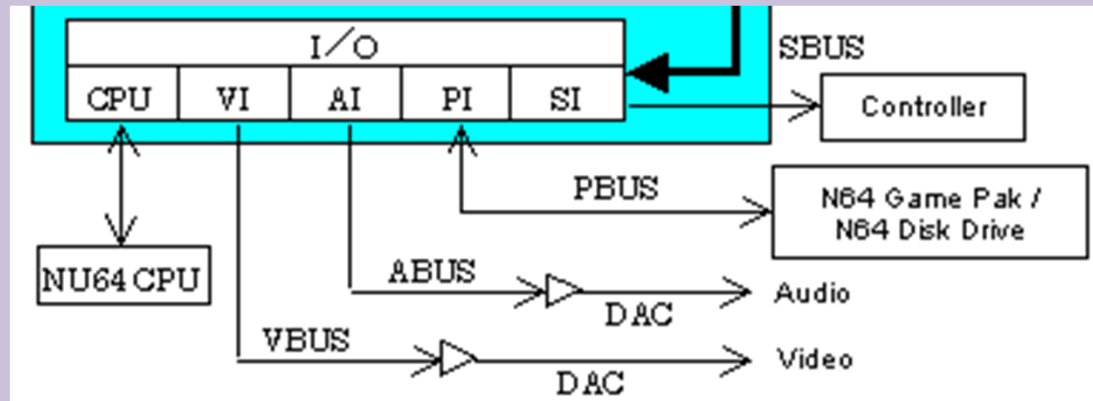 I/O
SBUS
CPU VI AI PI SI
Controller
PBUS
N64 Game Pak /
N64 Disk Drive
NU64 CPU
ABUS
Audio
DAC
VBUS
Video
DAC